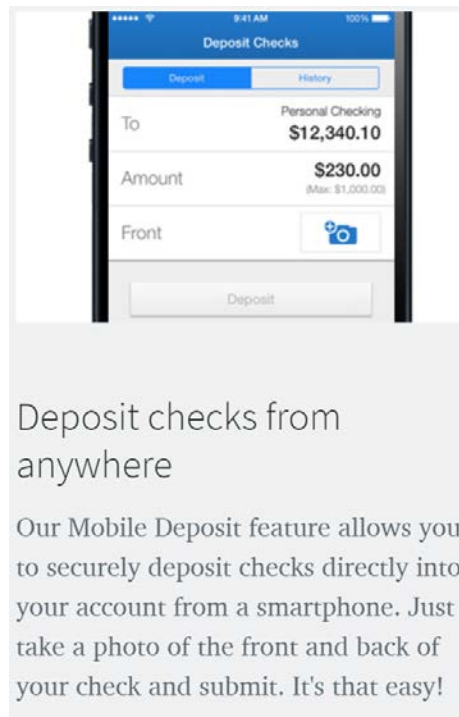 9:41 AM 100%
Deposit Checks
Deposit History
To Personal Checking
$12,340.10
Amount $230.00
(Max: $1,000.00)
Front
Deposit
Deposit checks from
anywhere
Our Mobile Deposit feature allows you
to securely deposit checks directly into
your account from a smartphone. Just
take a photo of the front and back of
your check and submit. It's that easy!